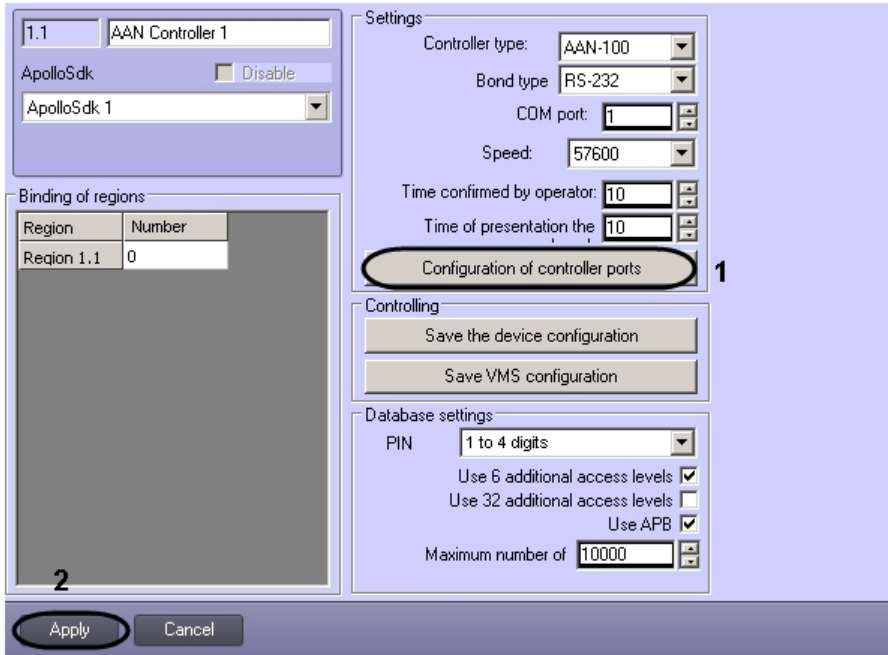 1.1 AAN Controller 1
ApolloSdk Disable
ApolloSdk 1
Binding of regions
Region Number
Region 1.1 0
Settings
Controller type: AAN-100
Bond type RS-232
COM port: 1
Speed: 57600
Time confirmed by operator: 10
Time of presentation the 10
Configuration of controller ports 1
Controlling
Save the device configuration
Save VMS configuration
Database settings
PIN 1 to 4 digits
Use 6 additional access levels
Use 32 additional access levels
Use APB
Maximum number of 10000
2
Apply Cancel